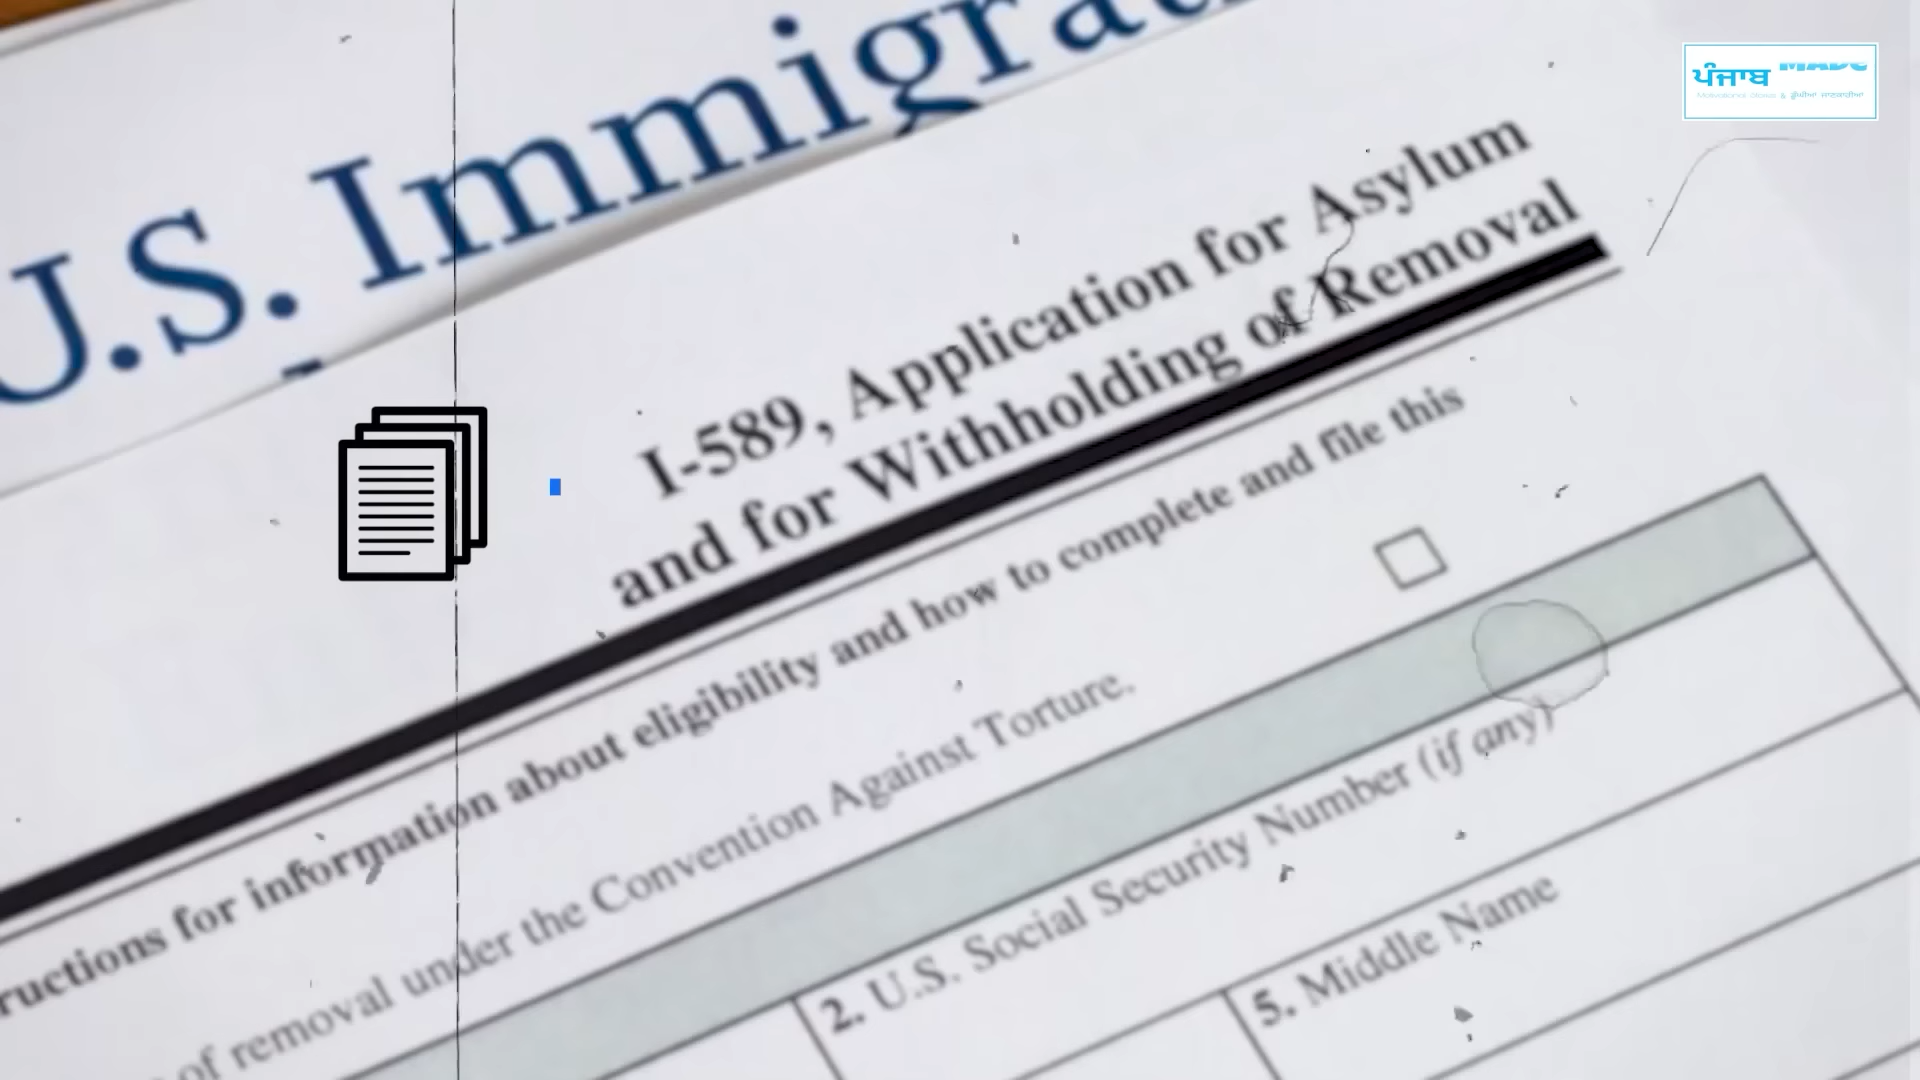 U.S. Immigra
ਪੰਜਾਬ MADE
I-589, Application for Asylum
and for Withholding of Removal
ructions for information about eligibility and how to complete and file this
of removal under the Convention Against Torture.
2. U.S. Social Security Number (if any)
5. Middle Name